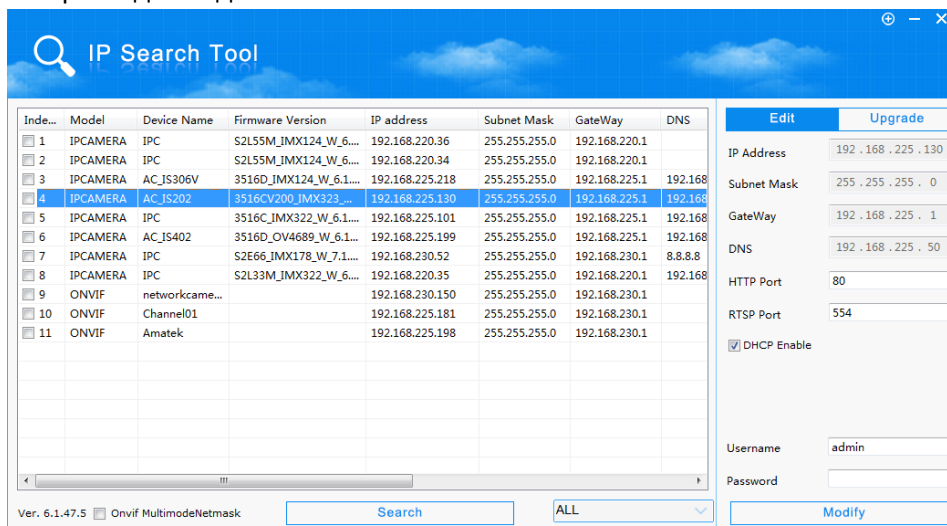 IP Search Tool
Inde... Model Device Name Firmware Version IP address Subnet Mask GateWay DNS
1 IPCAMERA IPC S2L55M_IMX124_W_6.... 192.168.220.36 255.255.255.0 192.168.220.1
2 IPCAMERA IPC S2L55M_IMX124_W_6.... 192.168.220.34 255.255.255.0 192.168.220.1
3 IPCAMERA AC_IS306V 3516D_IMX124_W_6.1.... 192.168.225.218 255.255.255.0 192.168.225.1 192.168
4 IPCAMERA AC_IS202 3516CV200_IMX323_... 192.168.225.130 255.255.255.0 192.168.225.1 192.168
5 IPCAMERA IPC 3516C_IMX322_W_6.1.... 192.168.225.101 255.255.255.0 192.168.225.1 192.168
6 IPCAMERA AC_IS402 3516D_OV4689_W_6.1... 192.168.225.199 255.255.255.0 192.168.225.1 192.168
7 IPCAMERA IPC S2E66_IMX178_W_7.1.... 192.168.230.52 255.255.255.0 192.168.230.1 8.8.8.8
8 IPCAMERA IPC S2L33M_IMX322_W_6.... 192.168.220.35 255.255.255.0 192.168.220.1 192.168
9 ONVIF networkcame... 192.168.230.150 255.255.255.0 192.168.230.1
10 ONVIF Channel01 192.168.225.181 255.255.255.0 192.168.230.1
11 ONVIF Amatek 192.168.225.198 255.255.255.0 192.168.230.1
Ver. 6.1.47.5 Onvif MultimodeNetmask Search ALL
Edit Upgrade
IP Address 192 . 168 . 225 . 130
Subnet Mask 255 . 255 . 255 . 0
GateWay 192 . 168 . 225 . 1
DNS 192 . 168 . 225 . 50
HTTP Port 80
RTSP Port 554
DHCP Enable
Username admin
Password
Modify